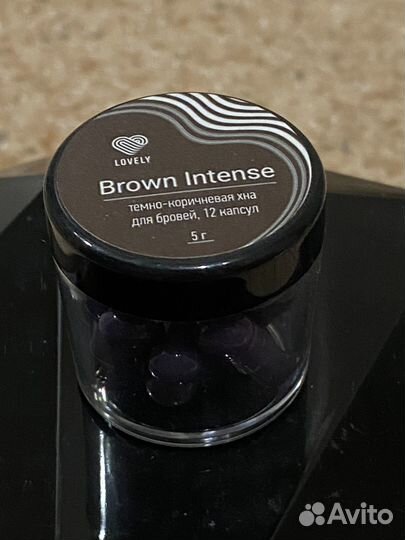 LOVELY
Brown Intense
темно-коричневая хна
для бровей, 12 капсул
5 г
Avito